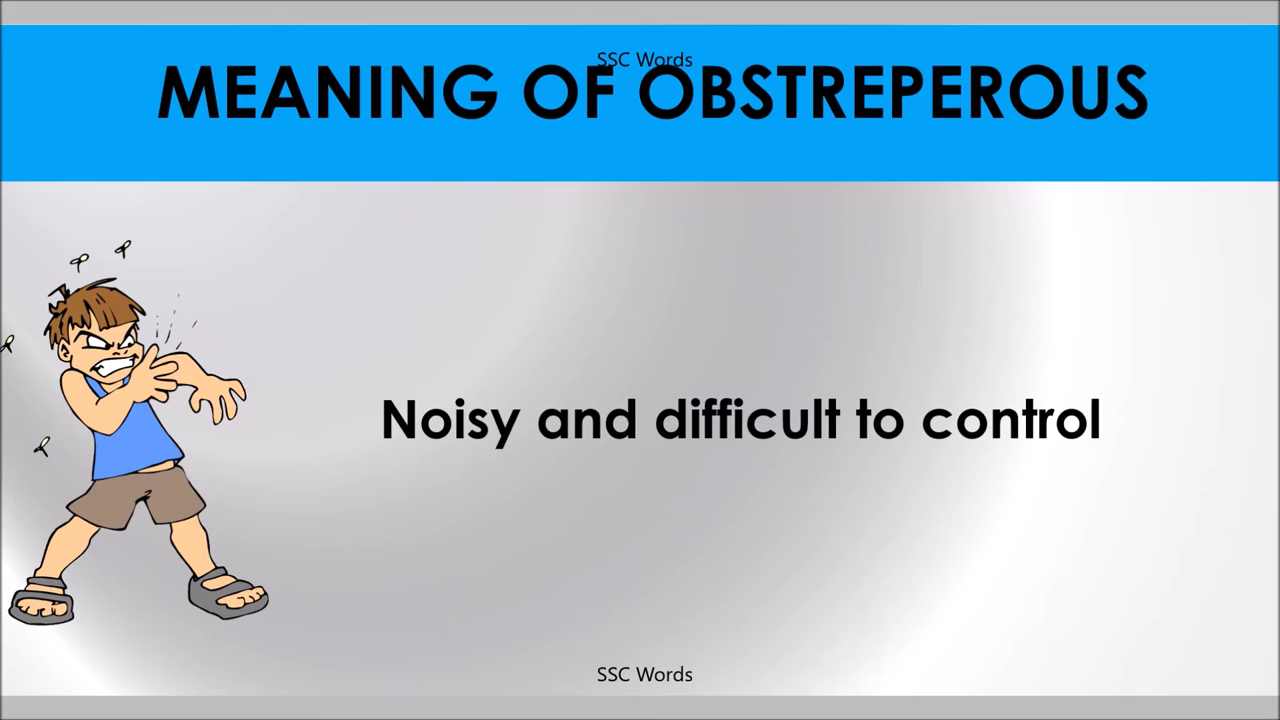 SSC Words
MEANING OF OBSTREPEROUS
Noisy and difficult to control
SSC Words